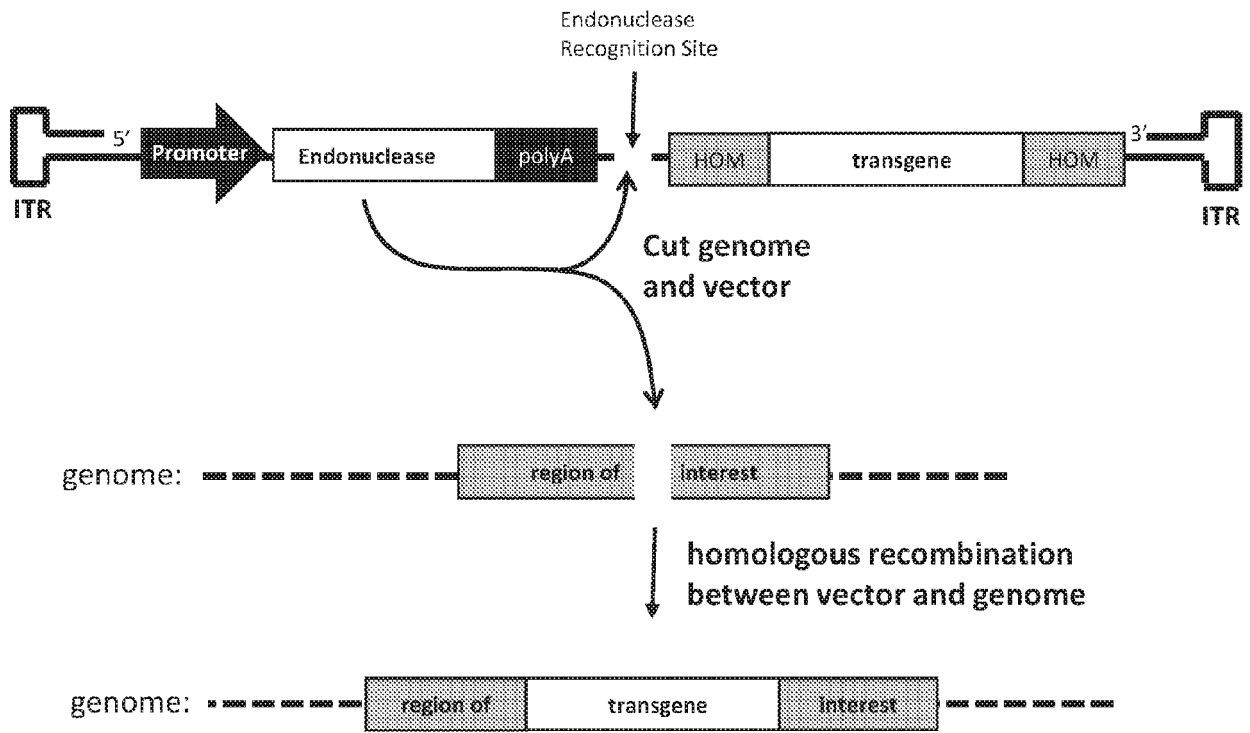 Endonuclease
Recognition Site
5'
3'
Promoter
Endonuclease
polyA
HOM
transgene
HOM
ITR
ITR
Cut genome
and vector
genome:
region of
interest
homologous recombination
between vector and genome
genome:
region of
transgene
interest